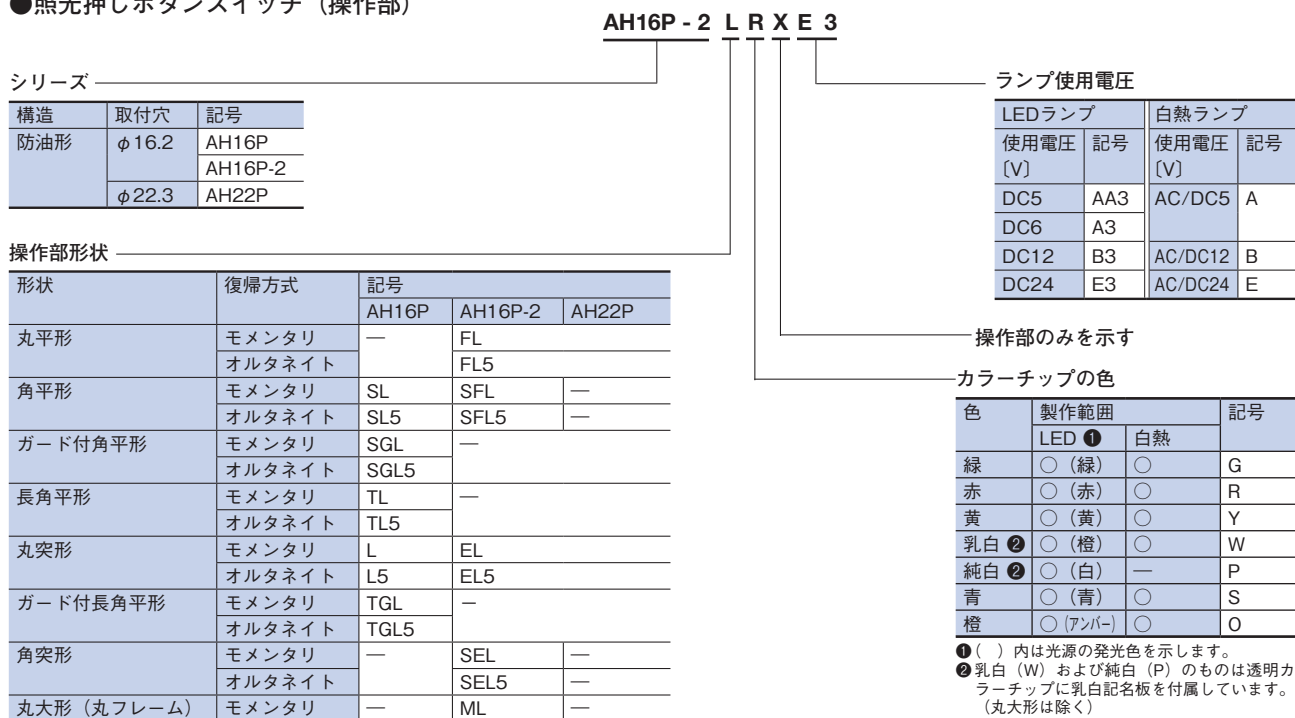 ●照光押しボタンスイッチ（操作部）
AH16P - 2 L R X E 3
シリーズ
構造 取付穴 記号
防油形 φ16.2 AH16P
AH16P-2
φ22.3 AH22P
操作部形状
形状 復帰方式 記号
AH16P AH16P-2 AH22P
丸平形 モメンタリ — FL
オルタネイト FL5
角平形 モメンタリ SL SFL —
オルタネイト SL5 SFL5 —
ガード付角平形 モメンタリ SGL —
オルタネイト SGL5
長角平形 モメンタリ TL —
オルタネイト TL5
丸突形 モメンタリ L EL
オルタネイト L5 EL5
ガード付長角平形 モメンタリ TGL −
オルタネイト TGL5
角突形 モメンタリ — SEL —
オルタネイト SEL5 —
丸大形（丸フレーム） モメンタリ — ML —
ランプ使用電圧
LEDランプ 白熱ランプ
使用電圧 記号 使用電圧 記号
〔V〕 〔V〕
DC5 AA3 AC/DC5 A
DC6 A3
DC12 B3 AC/DC12 B
DC24 E3 AC/DC24 E
操作部のみを示す
カラーチップの色
色 製作範囲 記号
LED ❶ 白熱
緑 ○（緑） ○ G
赤 ○（赤） ○ R
黄 ○（黄） ○ Y
乳白 ❷ ○（橙） ○ W
純白 ❷ ○（白） — P
青 ○（青） ○ S
橙 ○（アンバー） ○ O
❶（　）内は光源の発光色を示します。
❷乳白（W）および純白（P）のものは透明カ
ラーチップに乳白記名板を付属しています。
（丸大形は除く）